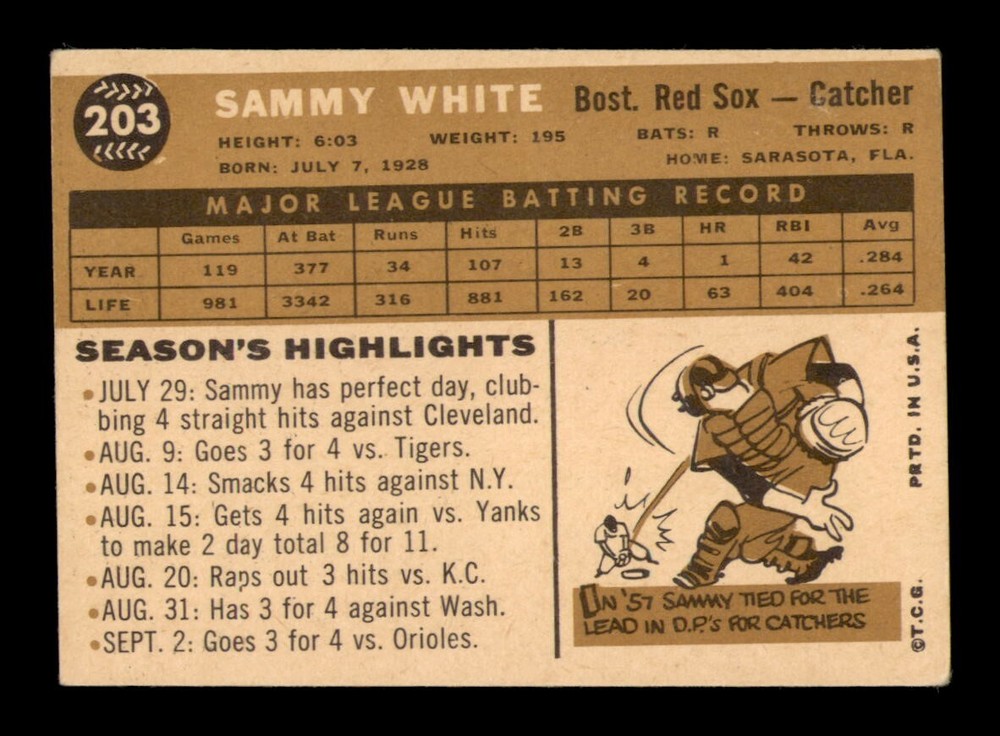 203
SAMMY WHITE Bost. Red Sox — Catcher
HEIGHT: 6:03 WEIGHT: 195 BATS: R THROWS: R
BORN: JULY 7, 1928 HOME: SARASOTA, FLA.
MAJOR LEAGUE BATTING RECORD
Games At Bat Runs Hits 2B 3B HR RBI Avg
YEAR 119 377 34 107 13 4 1 42 .284
LIFE 981 3342 316 881 162 20 63 404 .264
SEASON'S HIGHLIGHTS
• JULY 29: Sammy has perfect day, club-
bing 4 straight hits against Cleveland.
• AUG. 9: Goes 3 for 4 vs. Tigers.
• AUG. 14: Smacks 4 hits against N.Y.
• AUG. 15: Gets 4 hits again vs. Yanks
to make 2 day total 8 for 11.
• AUG. 20: Raps out 3 hits vs. K.C.
• AUG. 31: Has 3 for 4 against Wash.
• SEPT. 2: Goes 3 for 4 vs. Orioles.
IN '57 SAMMY TIED FOR THE
LEAD IN D.P.'s FOR CATCHERS
©T.C.G. PRTD. IN U.S.A.